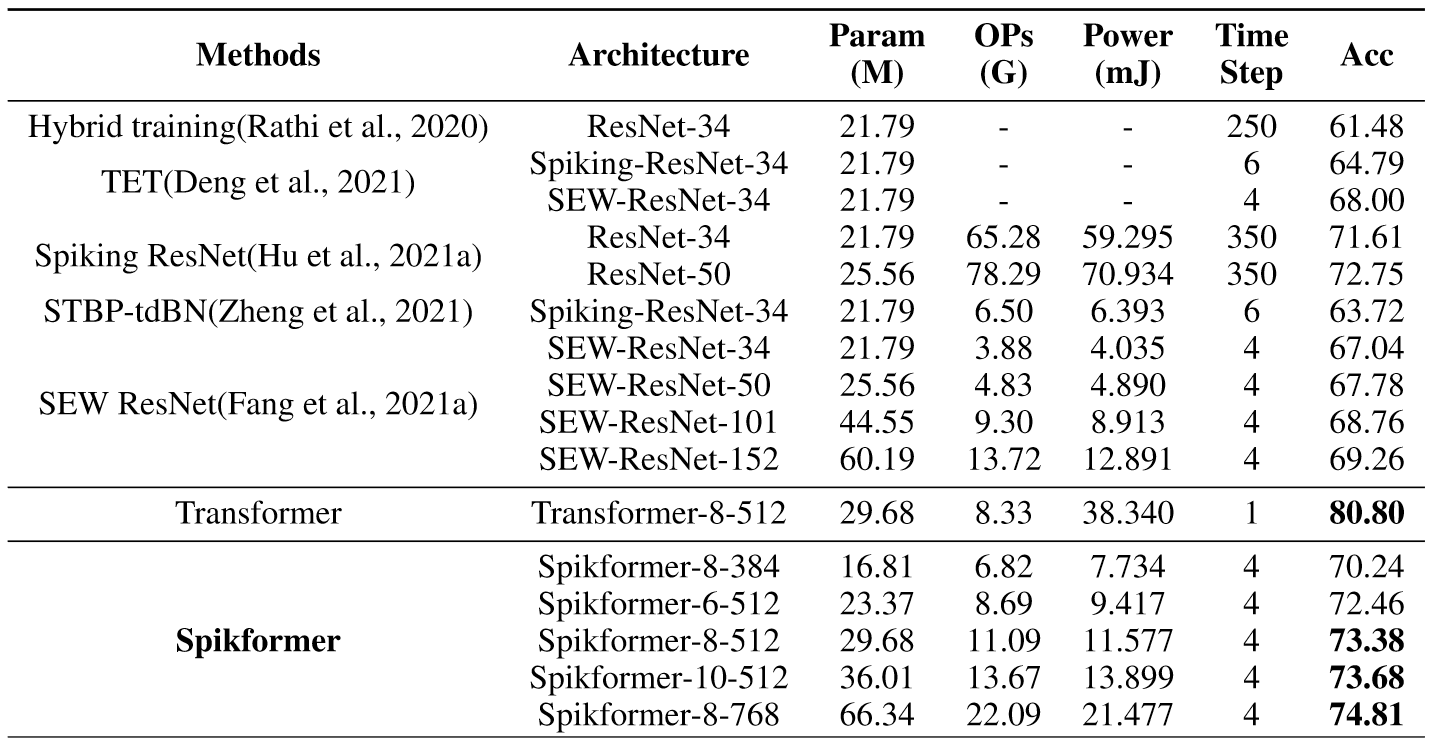 Methods Architecture Param (M) OPs (G) Power (mJ) Time Step Acc
Hybrid training(Rathi et al., 2020) ResNet-34 21.79 - - 250 61.48
TET(Deng et al., 2021) Spiking-ResNet-34 21.79 - - 6 64.79
SEW-ResNet-34 21.79 - - 4 68.00
Spiking ResNet(Hu et al., 2021a) ResNet-34 21.79 65.28 59.295 350 71.61
ResNet-50 25.56 78.29 70.934 350 72.75
STBP-tdBN(Zheng et al., 2021) Spiking-ResNet-34 21.79 6.50 6.393 6 63.72
SEW ResNet(Fang et al., 2021a) SEW-ResNet-34 21.79 3.88 4.035 4 67.04
SEW-ResNet-50 25.56 4.83 4.890 4 67.78
SEW-ResNet-101 44.55 9.30 8.913 4 68.76
SEW-ResNet-152 60.19 13.72 12.891 4 69.26
Transformer Transformer-8-512 29.68 8.33 38.340 1 80.80
Spikformer Spikformer-8-384 16.81 6.82 7.734 4 70.24
Spikformer-6-512 23.37 8.69 9.417 4 72.46
Spikformer-8-512 29.68 11.09 11.577 4 73.38
Spikformer-10-512 36.01 13.67 13.899 4 73.68
Spikformer-8-768 66.34 22.09 21.477 4 74.81